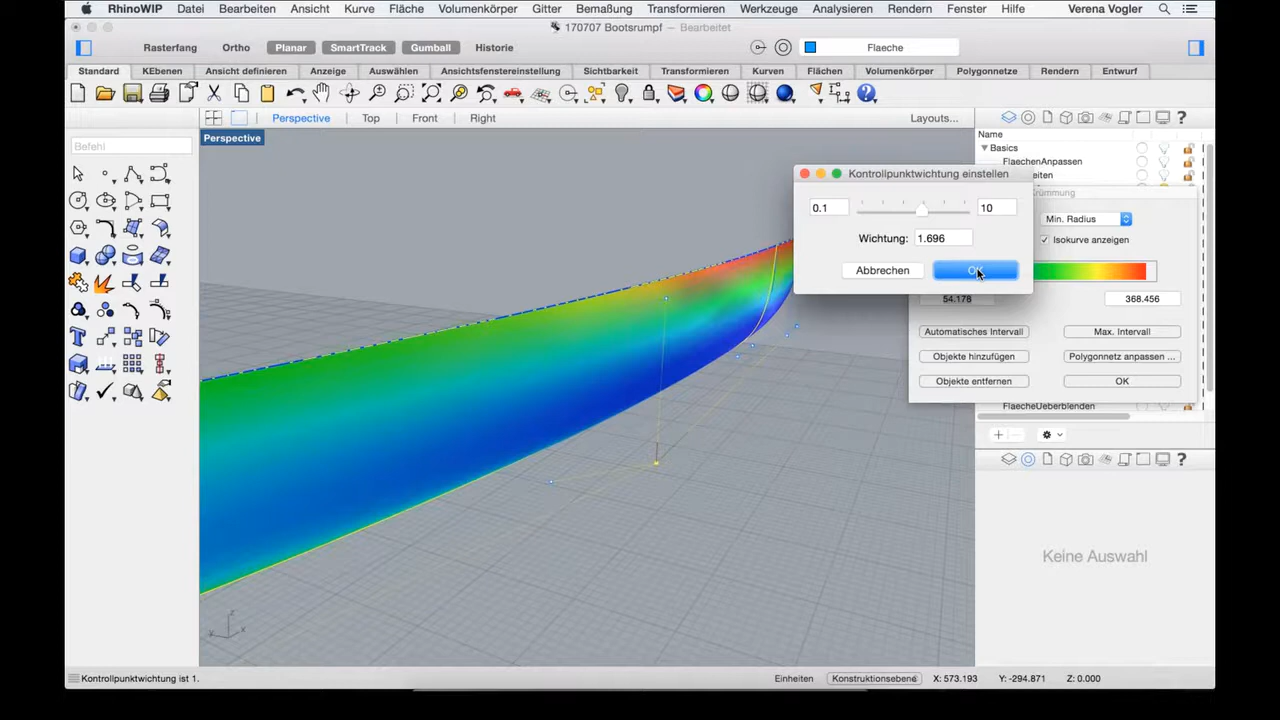 RhinoWIP Datei Bearbeiten Ansicht Kurve Fläche Volumenkörper Gitter Bemaßung Transformieren Werkzeuge Analysieren Rendern Fenster Hilfe Verena Vogler
170707 Bootsrumpf — Bearbeitet
Rasterfang Ortho Planar SmartTrack Gumball Historie Flaeche
Standard KEbenen Ansicht definieren Anzeige Auswählen Ansichtsfensterseinstellung Sichtbarkeit Transformieren Kurven Flächen Volumenkörper Polygonnetze Rendern Entwurf
Perspective Top Front Right Layouts...
Perspective
Befehl
Name
Basics
FlaechenAnpassen
Kontrollpunktwichtung einstellen
0.1 10
Wichtung: 1.696
Abbrechen
Min. Radius
Isokurve anzeigen
54.178 368.456
Automatisches Intervall Max. Intervall
Objekte hinzufügen Polygonnetz anpassen ...
Objekte entfernen OK
FlaecheUeberblenden
Keine Auswahl
z
y x
Kontrollpunktwichtung ist 1. Einheiten Konstruktionsebene X: 573.193 Y: -294.871 Z: 0.000